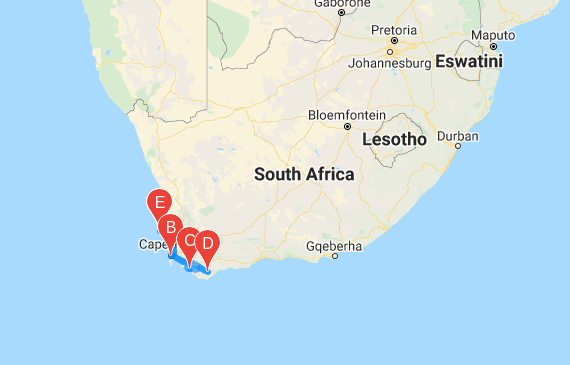 Gaborone
Pretoria
Maputo
Johannesburg
Eswatini
Bloemfontein
Lesotho
Durban
South Africa
E
B
Cape
C
D
Gqeberha